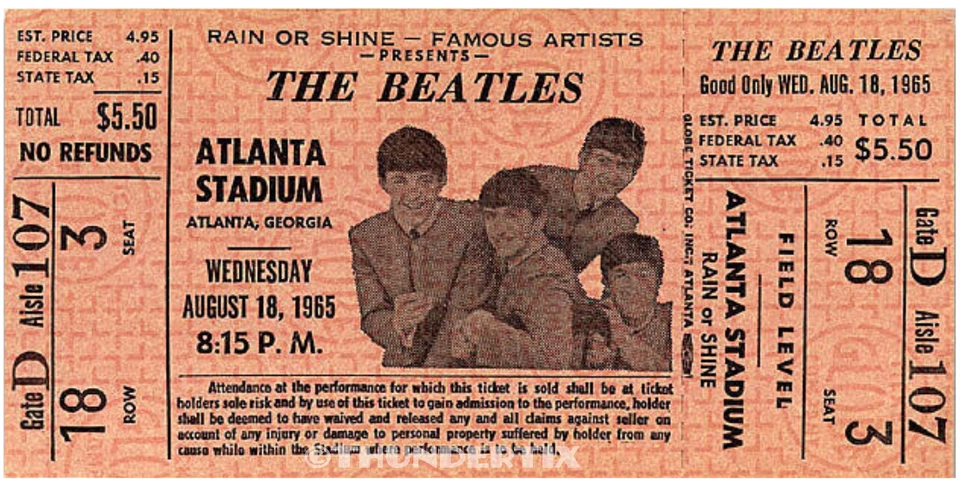 EST. PRICE 4.95
FEDERAL TAX .40
STATE TAX .15
TOTAL $5.50
NO REFUNDS
Gate D Aisle 107
18 3
ROW SEAT
RAIN OR SHINE — FAMOUS ARTISTS
—PRESENTS—
THE BEATLES
ATLANTA
STADIUM
ATLANTA, GEORGIA
WEDNESDAY
AUGUST 18, 1965
8:15 P. M.
Attendance at the performance for which this ticket is sold shall be at ticket
holders sole risk and by use of this ticket to gain admission to the performance, holder
shall be deemed to have waived and released any and all claims against seller on
account of any injury or damage to personal property suffered by holder from any
cause while within the Stadium where performance is to be held.
©THUNDERTIX
GLOBE TICKET CO; INC; ATLANTA
THE BEATLES
Good Only WED. AUG. 18, 1965
EST. PRICE 4.95 TOTAL
FEDERAL TAX .40 $5.50
STATE TAX .15
Gate D Aisle 107
18 3
ROW SEAT
FIELD LEVEL
ATLANTA STADIUM
RAIN or SHINE